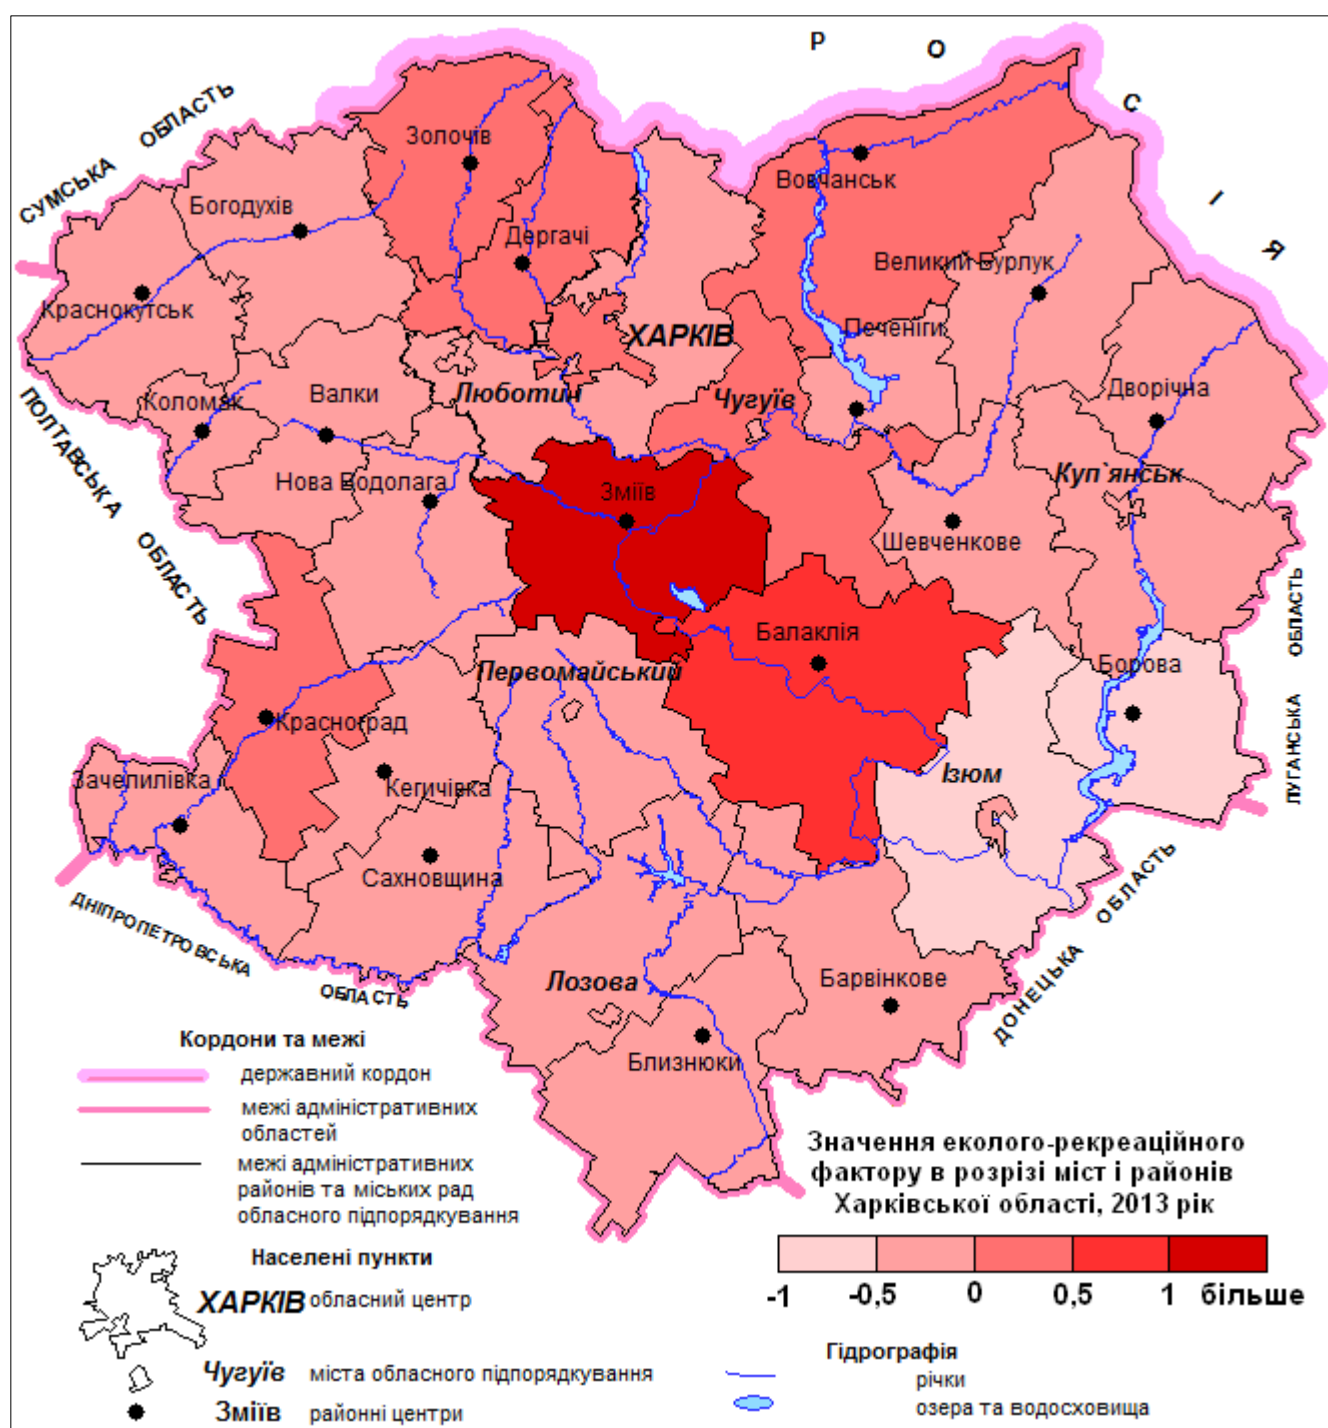 РОСІЯ
СУМСЬКА ОБЛАСТЬ
Золочів
Вовчанськ
Богодухів
Дергачі
Великий Бурлук
Краснокутськ
ХАРКІВ
Печеніги
Валки
Люботин
Чугуїв
Дворічна
Коломак
ПОЛТАВСЬКА ОБЛАСТЬ
Нова Водолага
Зміїв
Куп`янськ
Шевченкове
Балаклія
Борова
Первомайський
ЛУГАНСЬКА ОБЛАСТЬ
Красноград
Зачепилівка
Кегичівка
Ізюм
Сахновщина
ДНІПРОПЕТРОВСЬКА ОБЛАСТЬ
Лозова
Барвінкове
ДОНЕЦЬКА ОБЛАСТЬ
Близнюки
Кордони та межі
державний кордон
межі адміністративних
областей
межі адміністративних
районів та міських рад
обласного підпорядкування
Населені пункти
ХАРКІВ обласний центр
Чугуїв міста обласного підпорядкування
Зміїв районні центри
Значення еколого-рекреаційного
фактору в розрізі міст і районів
Харківської області, 2013 рік
-1 -0,5 0 0,5 1 більше
Гідрографія
річки
озера та водосховища